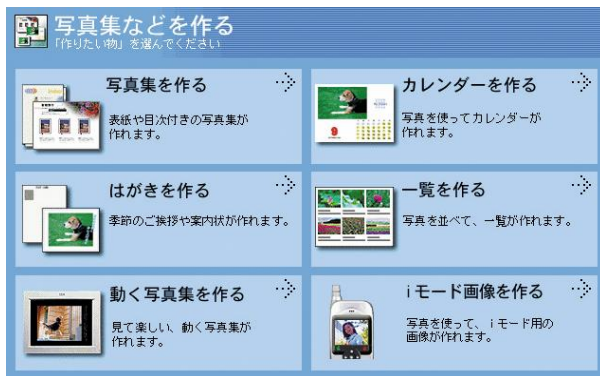 写真集などを作る
「作りたい物」を選んでください
写真集を作る
表紙や目次付きの写真集が
作れます。
カレンダーを作る
写真を使ってカレンダーが
作れます。
9
はがきを作る
季節のご挨拶や案内状が作れます。
一覧を作る
写真を並べて、一覧が作れます。
動く写真集を作る
見て楽しい、動く写真集が
作れます。
iモード画像を作る
写真を使って、iモード用の
画像が作れます。